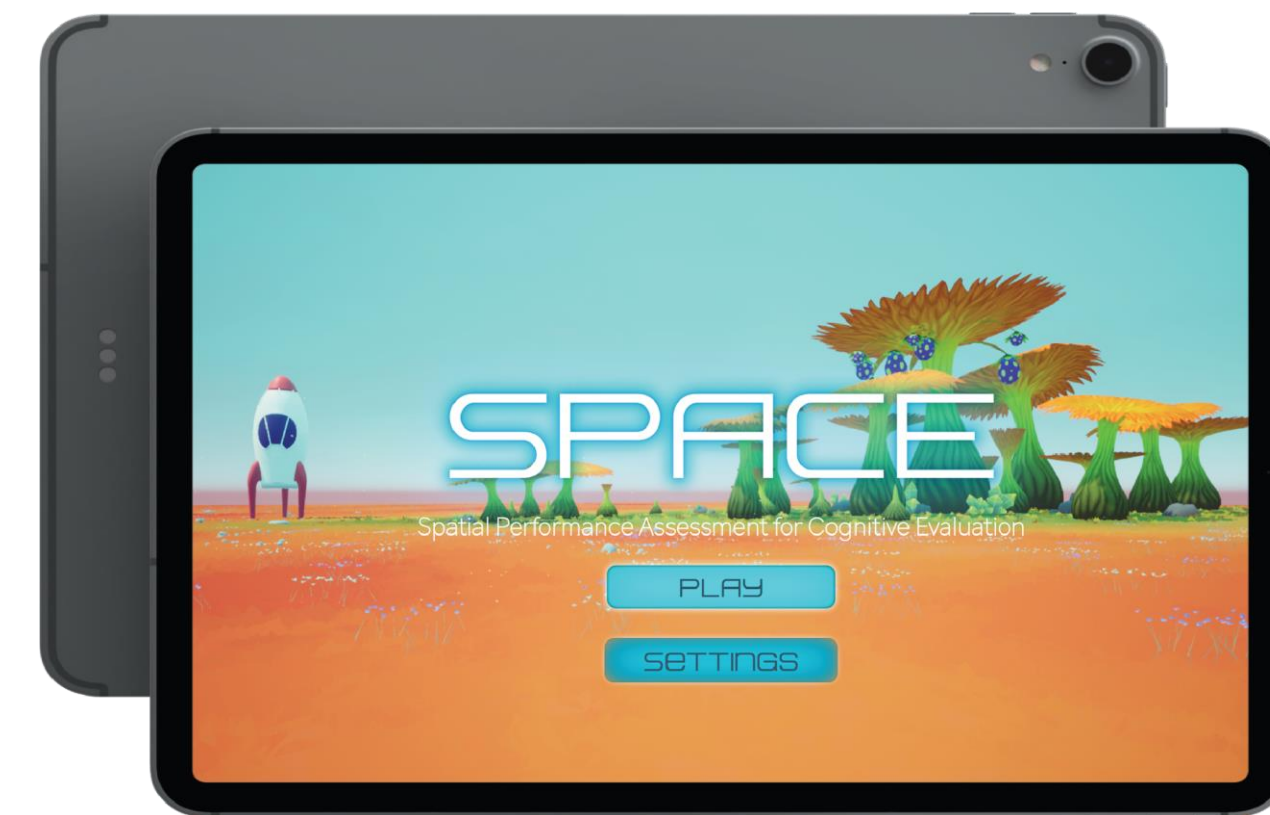 SPACE
Spatial Performance Assessment for Cognitive Evaluation
PLAY
SETTINGS